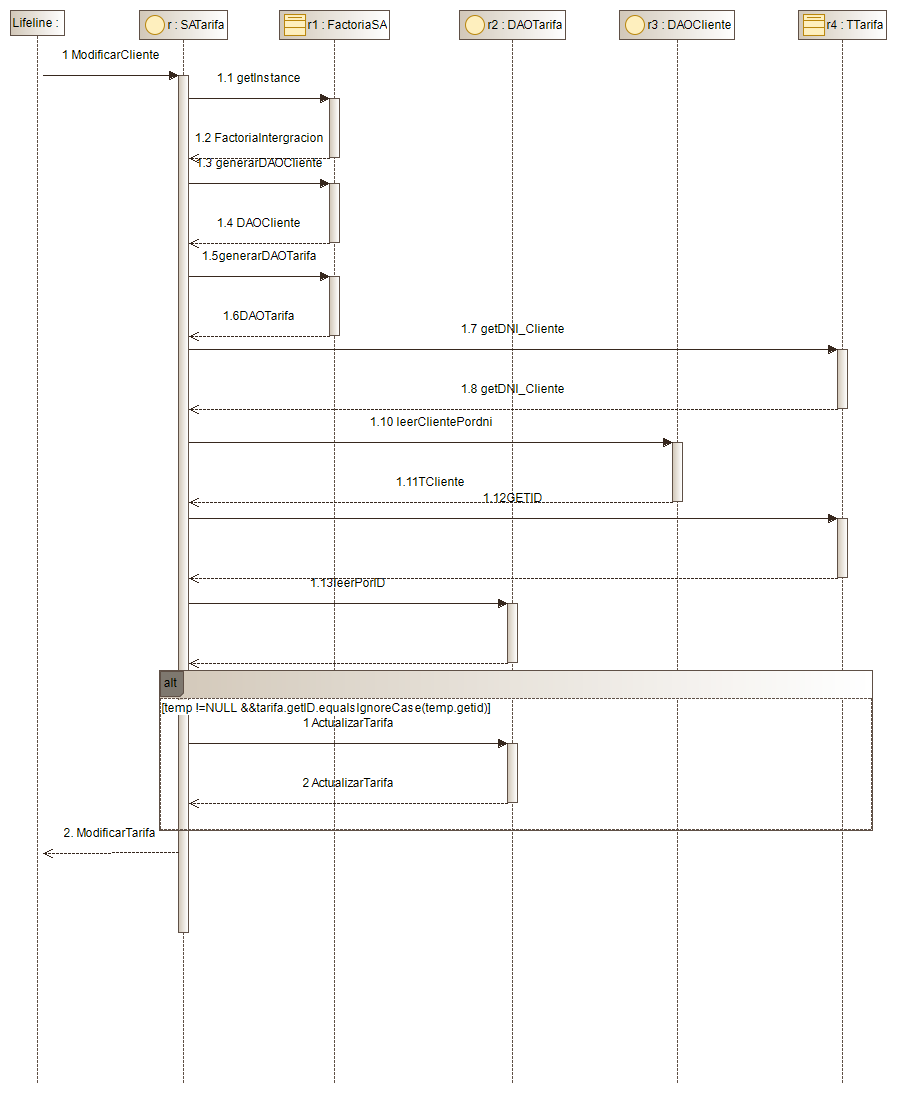 Lifeline :
r : SATarifa
r1 : FactoriaSA
r2 : DAOTarifa
r3 : DAOCliente
r4 : TTarifa
1 ModificarCliente
1.1 getInstance
1.2 FactoriaIntergracion
1.3 generarDAOCliente
1.4 DAOCliente
1.5generarDAOTarifa
1.6DAOTarifa
1.7 getDNI_Cliente
1.8 getDNI_Cliente
1.10 leerClientePordni
1.11TCliente
1.12GETID
1.13leerPorID
alt
[temp !=NULL &&tarifa.getID.equalsIgnoreCase(temp.getid)]
1 ActualizarTarifa
2 ActualizarTarifa
2. ModificarTarifa